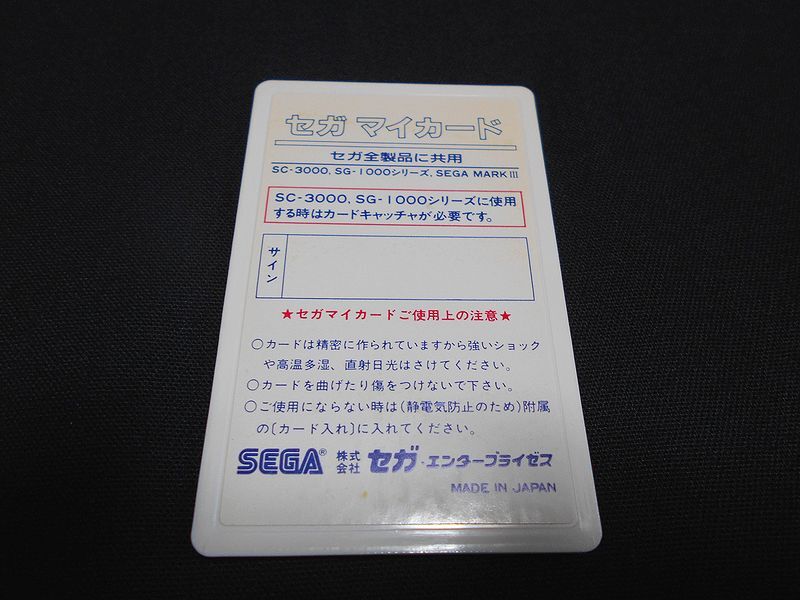 セガ マイカード
セガ全製品に共用
SC-3000、SG-1000シリーズ、SEGA MARK III
SC-3000、SG-1000シリーズに使用
する時はカードキャッチャが必要です。
サイン
★セガマイカードご使用上の注意★
○カードは精密に作られていますから強いショック
や高温多湿、直射日光はさけてください。
○カードを曲げたり傷をつけないで下さい。
○ご使用にならない時は(静電気防止のため)附属
の〔カード入れ〕に入れてください。
SEGA® 株式会社 セガ・エンタープライゼス
MADE IN JAPAN